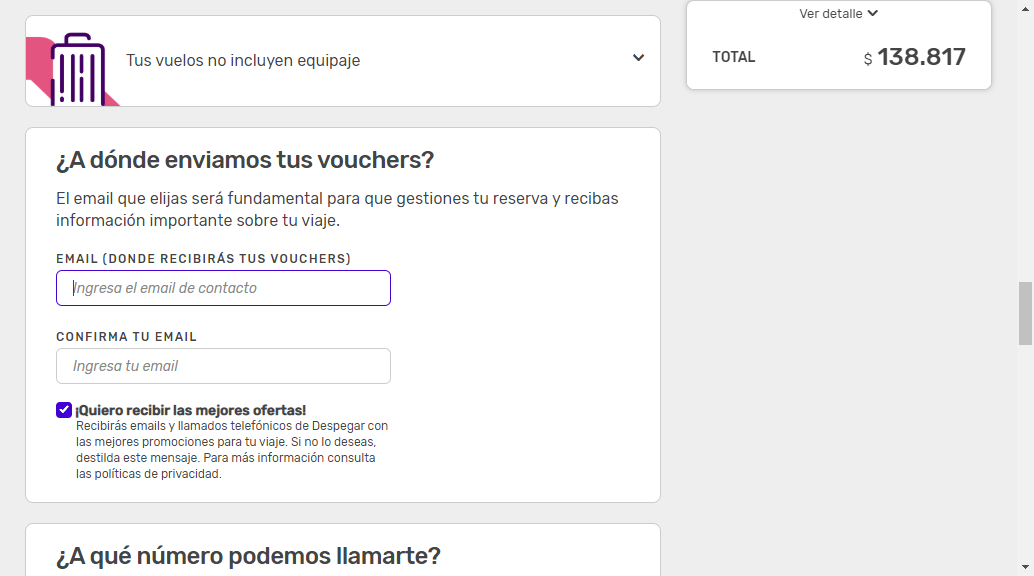 Ver detalle
TOTAL
$ 138.817
Tus vuelos no incluyen equipaje
¿A dónde enviamos tus vouchers?
El email que elijas será fundamental para que gestiones tu reserva y recibas
información importante sobre tu viaje.
EMAIL (DONDE RECIBIRÁS TUS VOUCHERS)
Ingresa el email de contacto
CONFIRMA TU EMAIL
Ingresa tu email
¡Quiero recibir las mejores ofertas!
Recibirás emails y llamados telefónicos de Despegar con
las mejores promociones para tu viaje. Si no lo deseas,
destilda este mensaje. Para más información consulta
las políticas de privacidad.
¿A qué número podemos llamarte?